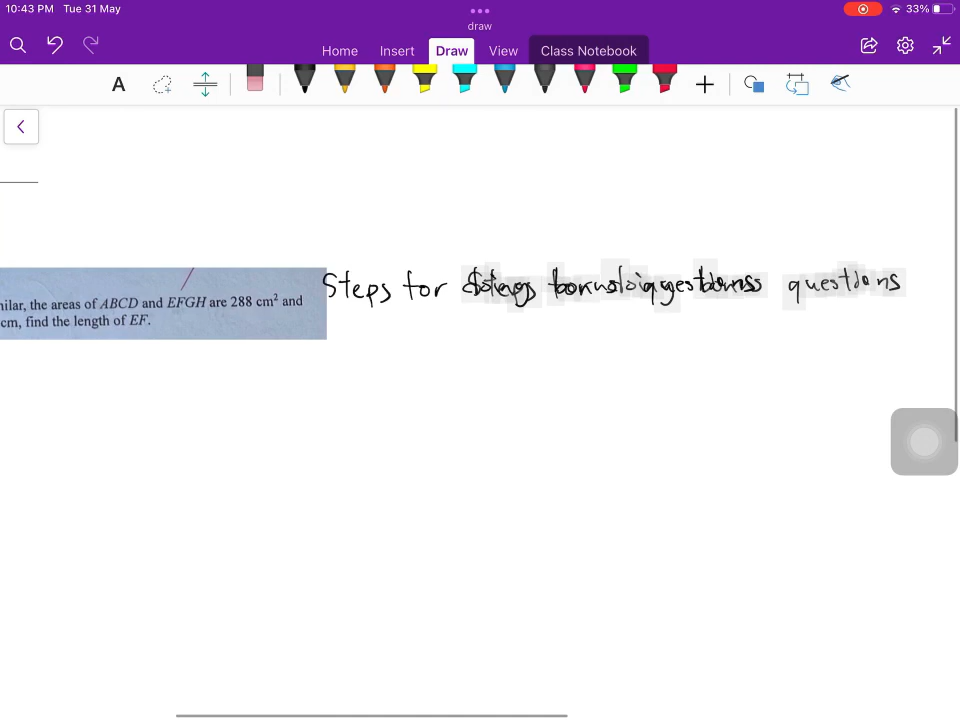 10:43 PM Tue 31 May
33%
draw
Home Insert Draw View Class Notebook
A
nilar, the areas of ABCD and EFGH are 288 cm² and
cm, find the length of EF.
Steps for questions